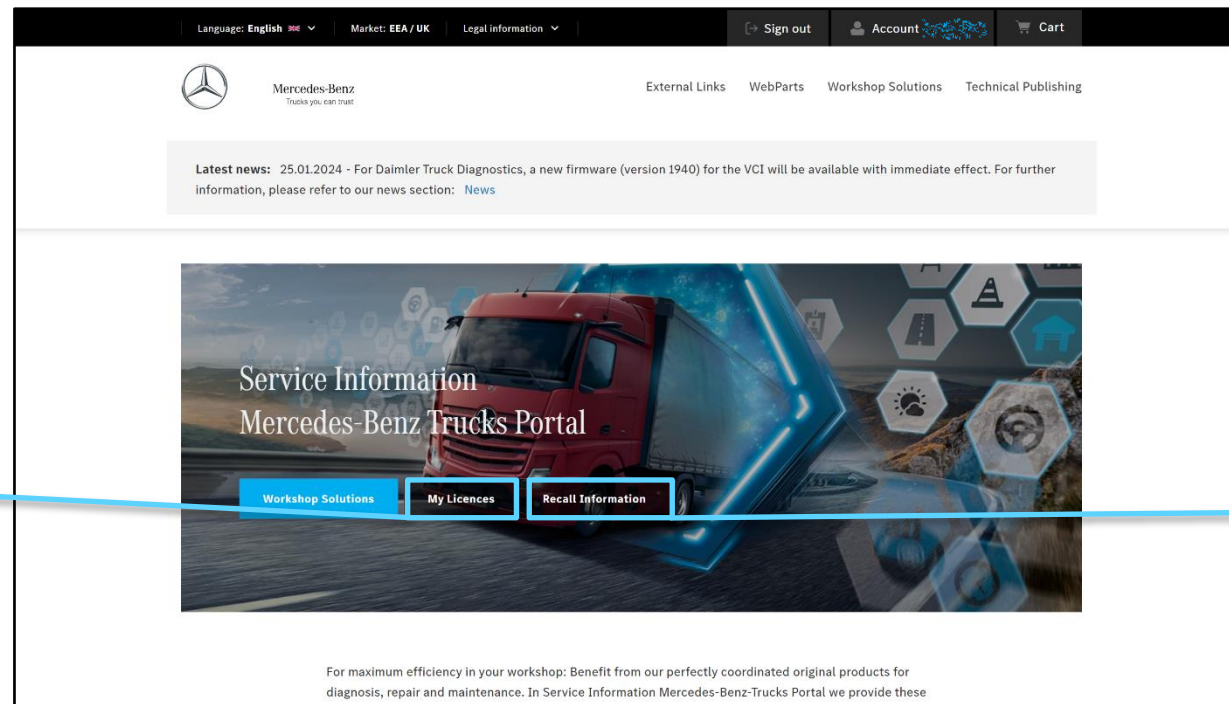 Language: English
Market: EEA / UK
Legal information
Sign out
Account
Cart
Mercedes-Benz
Trucks you can trust
External Links
WebParts
Workshop Solutions
Technical Publishing
Latest news: 25.01.2024 - For Daimler Truck Diagnostics, a new firmware (version 1940) for the VCI will be available with immediate effect. For further
information, please refer to our news section: News
Service Information
Mercedes-Benz Trucks Portal
Workshop Solutions
My Licences
Recall Information
For maximum efficiency in your workshop: Benefit from our perfectly coordinated original products for
diagnosis, repair and maintenance. In Service Information Mercedes-Benz-Trucks Portal we provide these